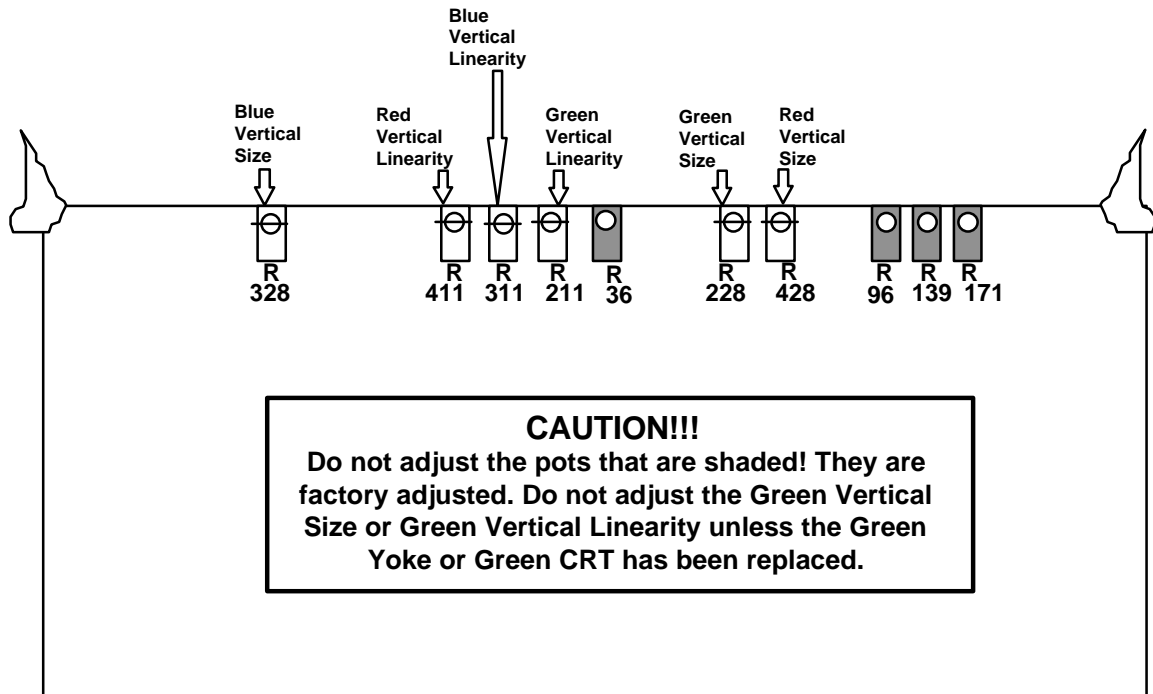 Blue
Vertical
Linearity
Blue
Vertical
Size
Red
Vertical
Linearity
Green
Vertical
Linearity
Green
Vertical
Size
Red
Vertical
Size
R
328
R
411
R
311
R
211
R
36
R
228
R
428
R
96
R
139
R
171
CAUTION!!!
Do not adjust the pots that are shaded! They are
factory adjusted. Do not adjust the Green Vertical
Size or Green Vertical Linearity unless the Green
Yoke or Green CRT has been replaced.